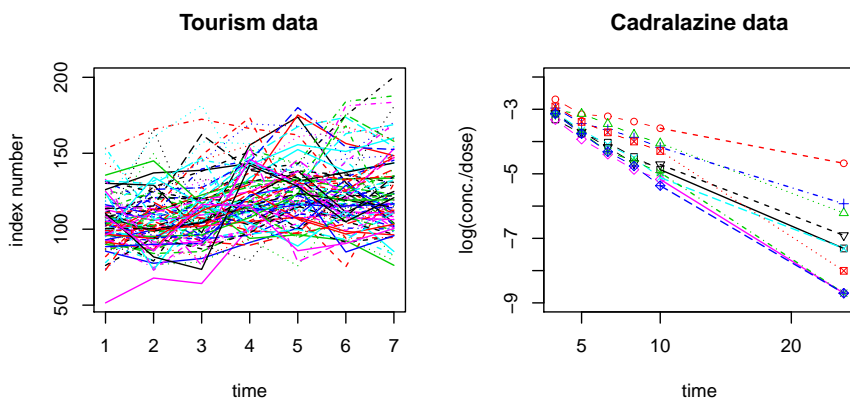 Tourism data
index number
200
150
100
50
1 2 3 4 5 6 7
time
Cadralazine data
log(conc./dose)
-3
-5
-7
-9
5 10 20
time